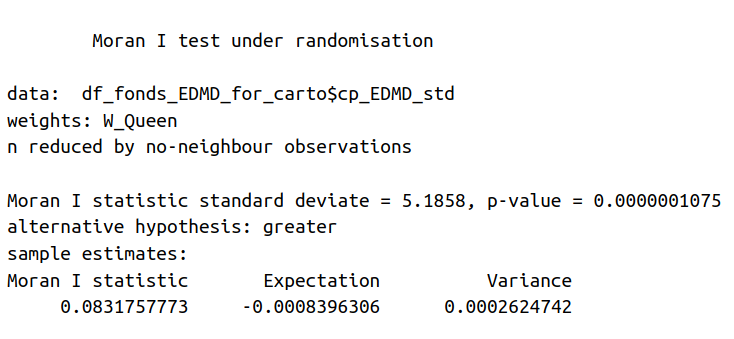 Moran I test under randomisation
data:  df_fonds_EDMD_for_carto$cp_EDMD_std
weights: W_Queen
n reduced by no-neighbour observations
Moran I statistic standard deviate = 5.1858, p-value = 0.0000001075
alternative hypothesis: greater
sample estimates:
Moran I statistic       Expectation          Variance
     0.0831757773     -0.0008396306      0.0002624742